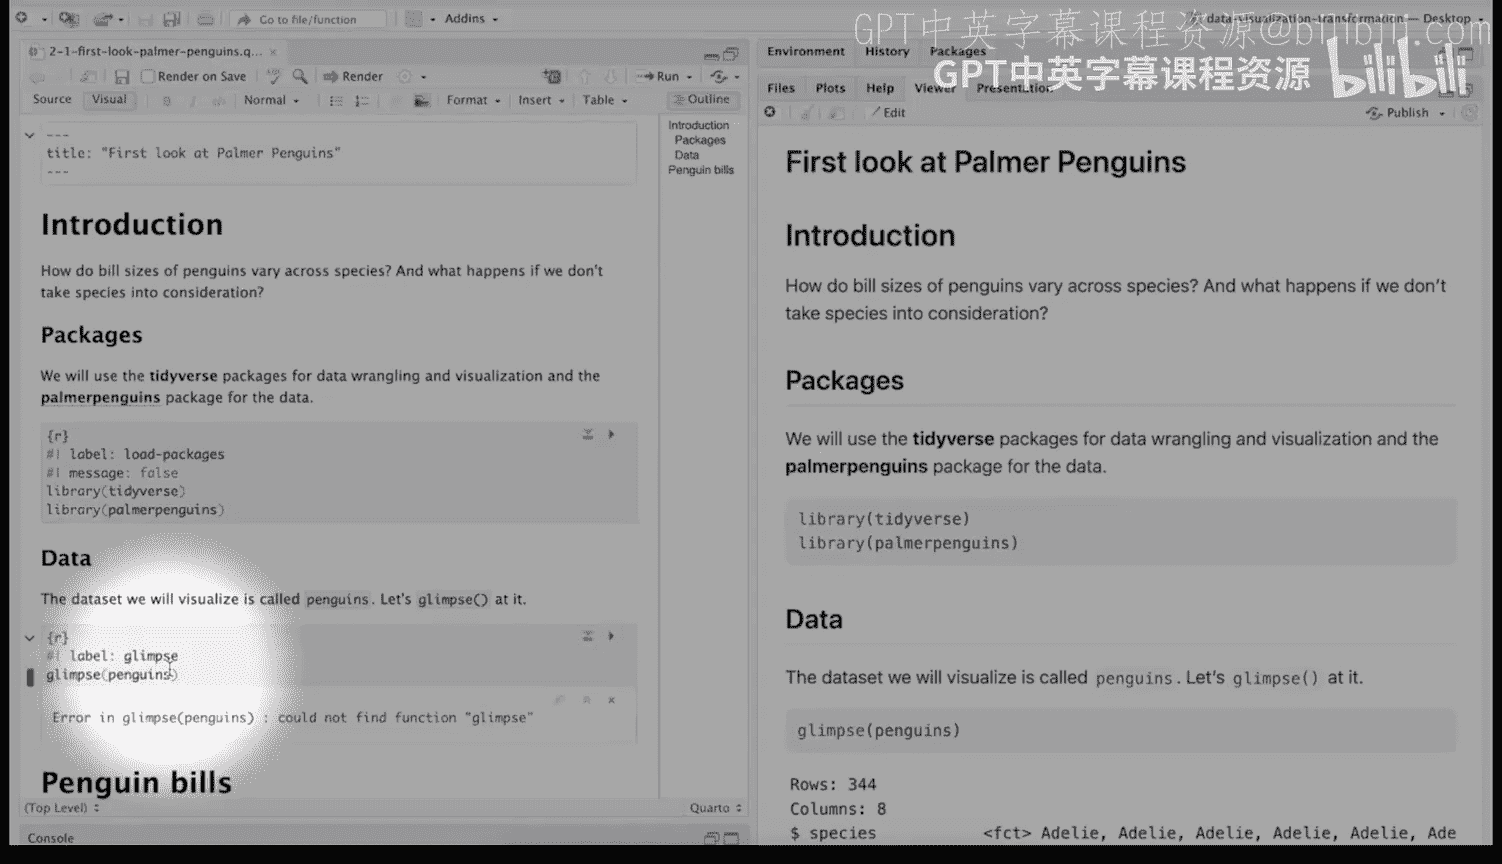 Go to file/function
Addins
data-visualization-transformation — Desktop
GPT中英字幕课程资源@bilibili.com
2-1-first-look-palmer-penguins.q...
Environment
History
Packages
GPT中英字幕课程资源 bilibili
Render on Save
Render
Run
Files
Plots
Help
Viewer
Presentation
Source
Visual
Normal
Format
Insert
Table
Outline
Edit
Publish
---
title: "First look at Palmer Penguins"
---
Introduction
How do bill sizes of penguins vary across species? And what happens if we don't
take species into consideration?
Packages
We will use the tidyverse packages for data wrangling and visualization and the
palmerpenguins package for the data.
{r}
#| label: load-packages
#| message: false
library(tidyverse)
library(palmerpenguins)
Data
The dataset we will visualize is called penguins. Let's glimpse() at it.
{r}
#| label: glimpse
glimpse(penguins)
Error in glimpse(penguins) : could not find function "glimpse"
Penguin bills
(Top Level)
Quarto
Console
Introduction
Packages
Data
Penguin bills
First look at Palmer Penguins
Introduction
How do bill sizes of penguins vary across species? And what happens if we don't
take species into consideration?
Packages
We will use the tidyverse packages for data wrangling and visualization and the
palmerpenguins package for the data.
library(tidyverse)
library(palmerpenguins)
Data
The dataset we will visualize is called penguins. Let's glimpse() at it.
glimpse(penguins)
Rows: 344
Columns: 8
$ species <fct> Adelie, Adelie, Adelie, Adelie, Adelie, Ade